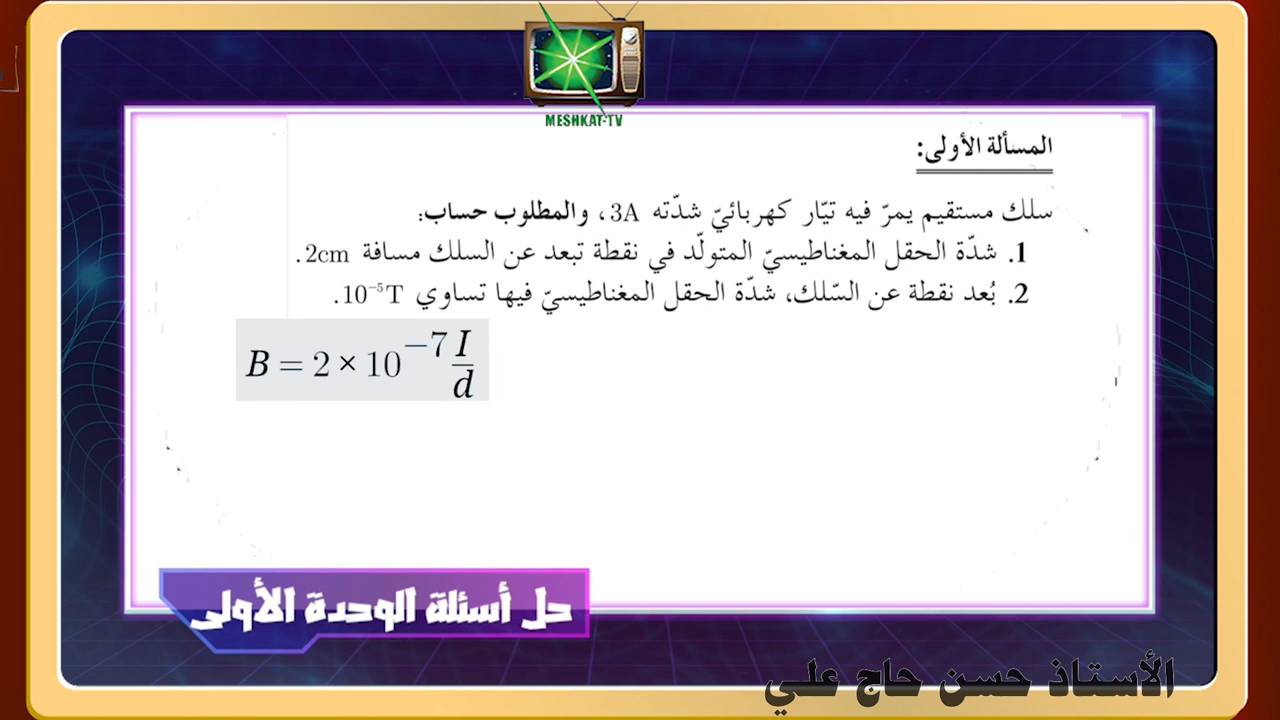 MESHKAT-TV
المسألة الأولى:
سلك مستقيم يمرّ فيه تيّار كهربائيّ شدّته 3A، والمطلوب حساب:
1. شدّة الحقل المغناطيسيّ المتولّد في نقطة تبعد عن السلك مسافة 2cm.
2. بُعد نقطة عن السّلك، شدّة الحقل المغناطيسيّ فيها تساوي 10⁻⁵T.
B = 2 × 10⁻⁷ I/d
حل أسئلة الوحدة الأولى
الأستاذ حسن حاج علي